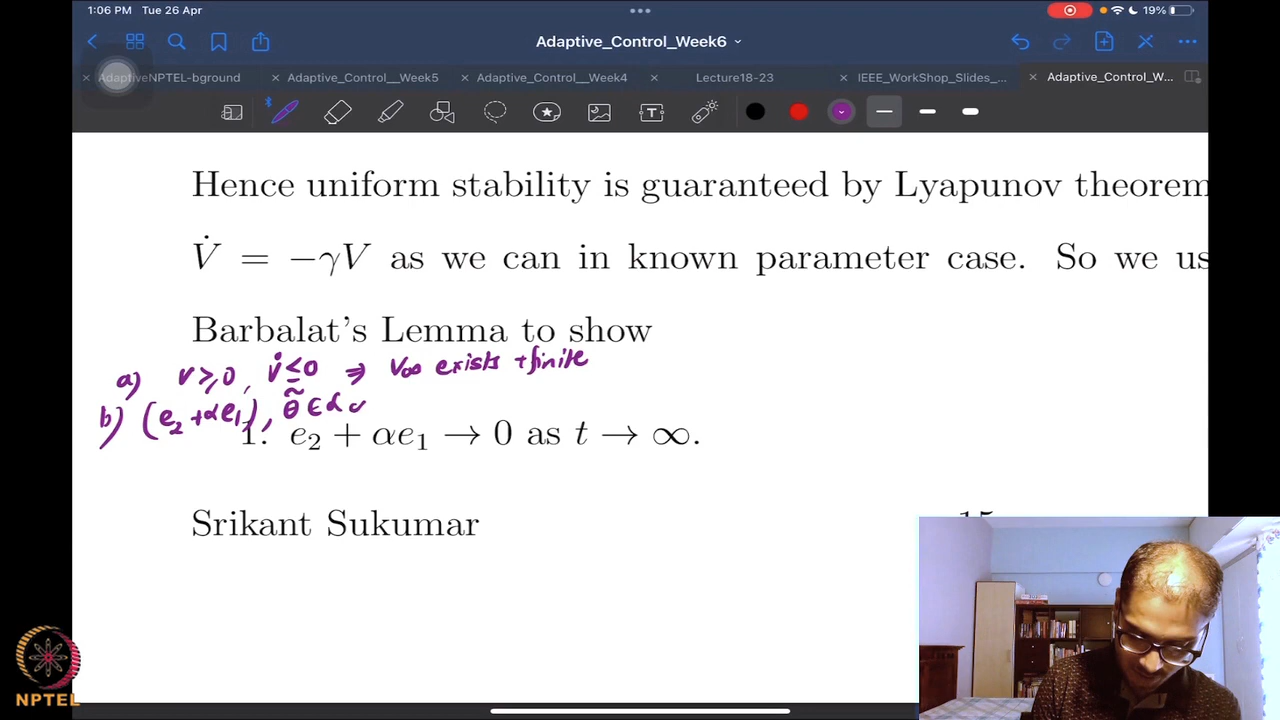 1:06 PM Tue 26 Apr
19%
Adaptive_Control_Week6
AdaptiveNPTEL-bground
Adaptive_Control__Week5
Adaptive_Control__Week4
Lecture18-23
IEEE_WorkShop_Slides_...
Adaptive_Control_W...
Hence uniform stability is guaranteed by Lyapunov theorem
V̇ = −γV as we can in known parameter case. So we us
Barbalat's Lemma to show
a) V ≥ 0, V̇ ≤ 0 ⇒ V∞ exists + finite
b) (e₂ + αe₁), θ̃ ∈ L
1. e₂ + αe₁ → 0 as t → ∞.
Srikant Sukumar
NPTEL